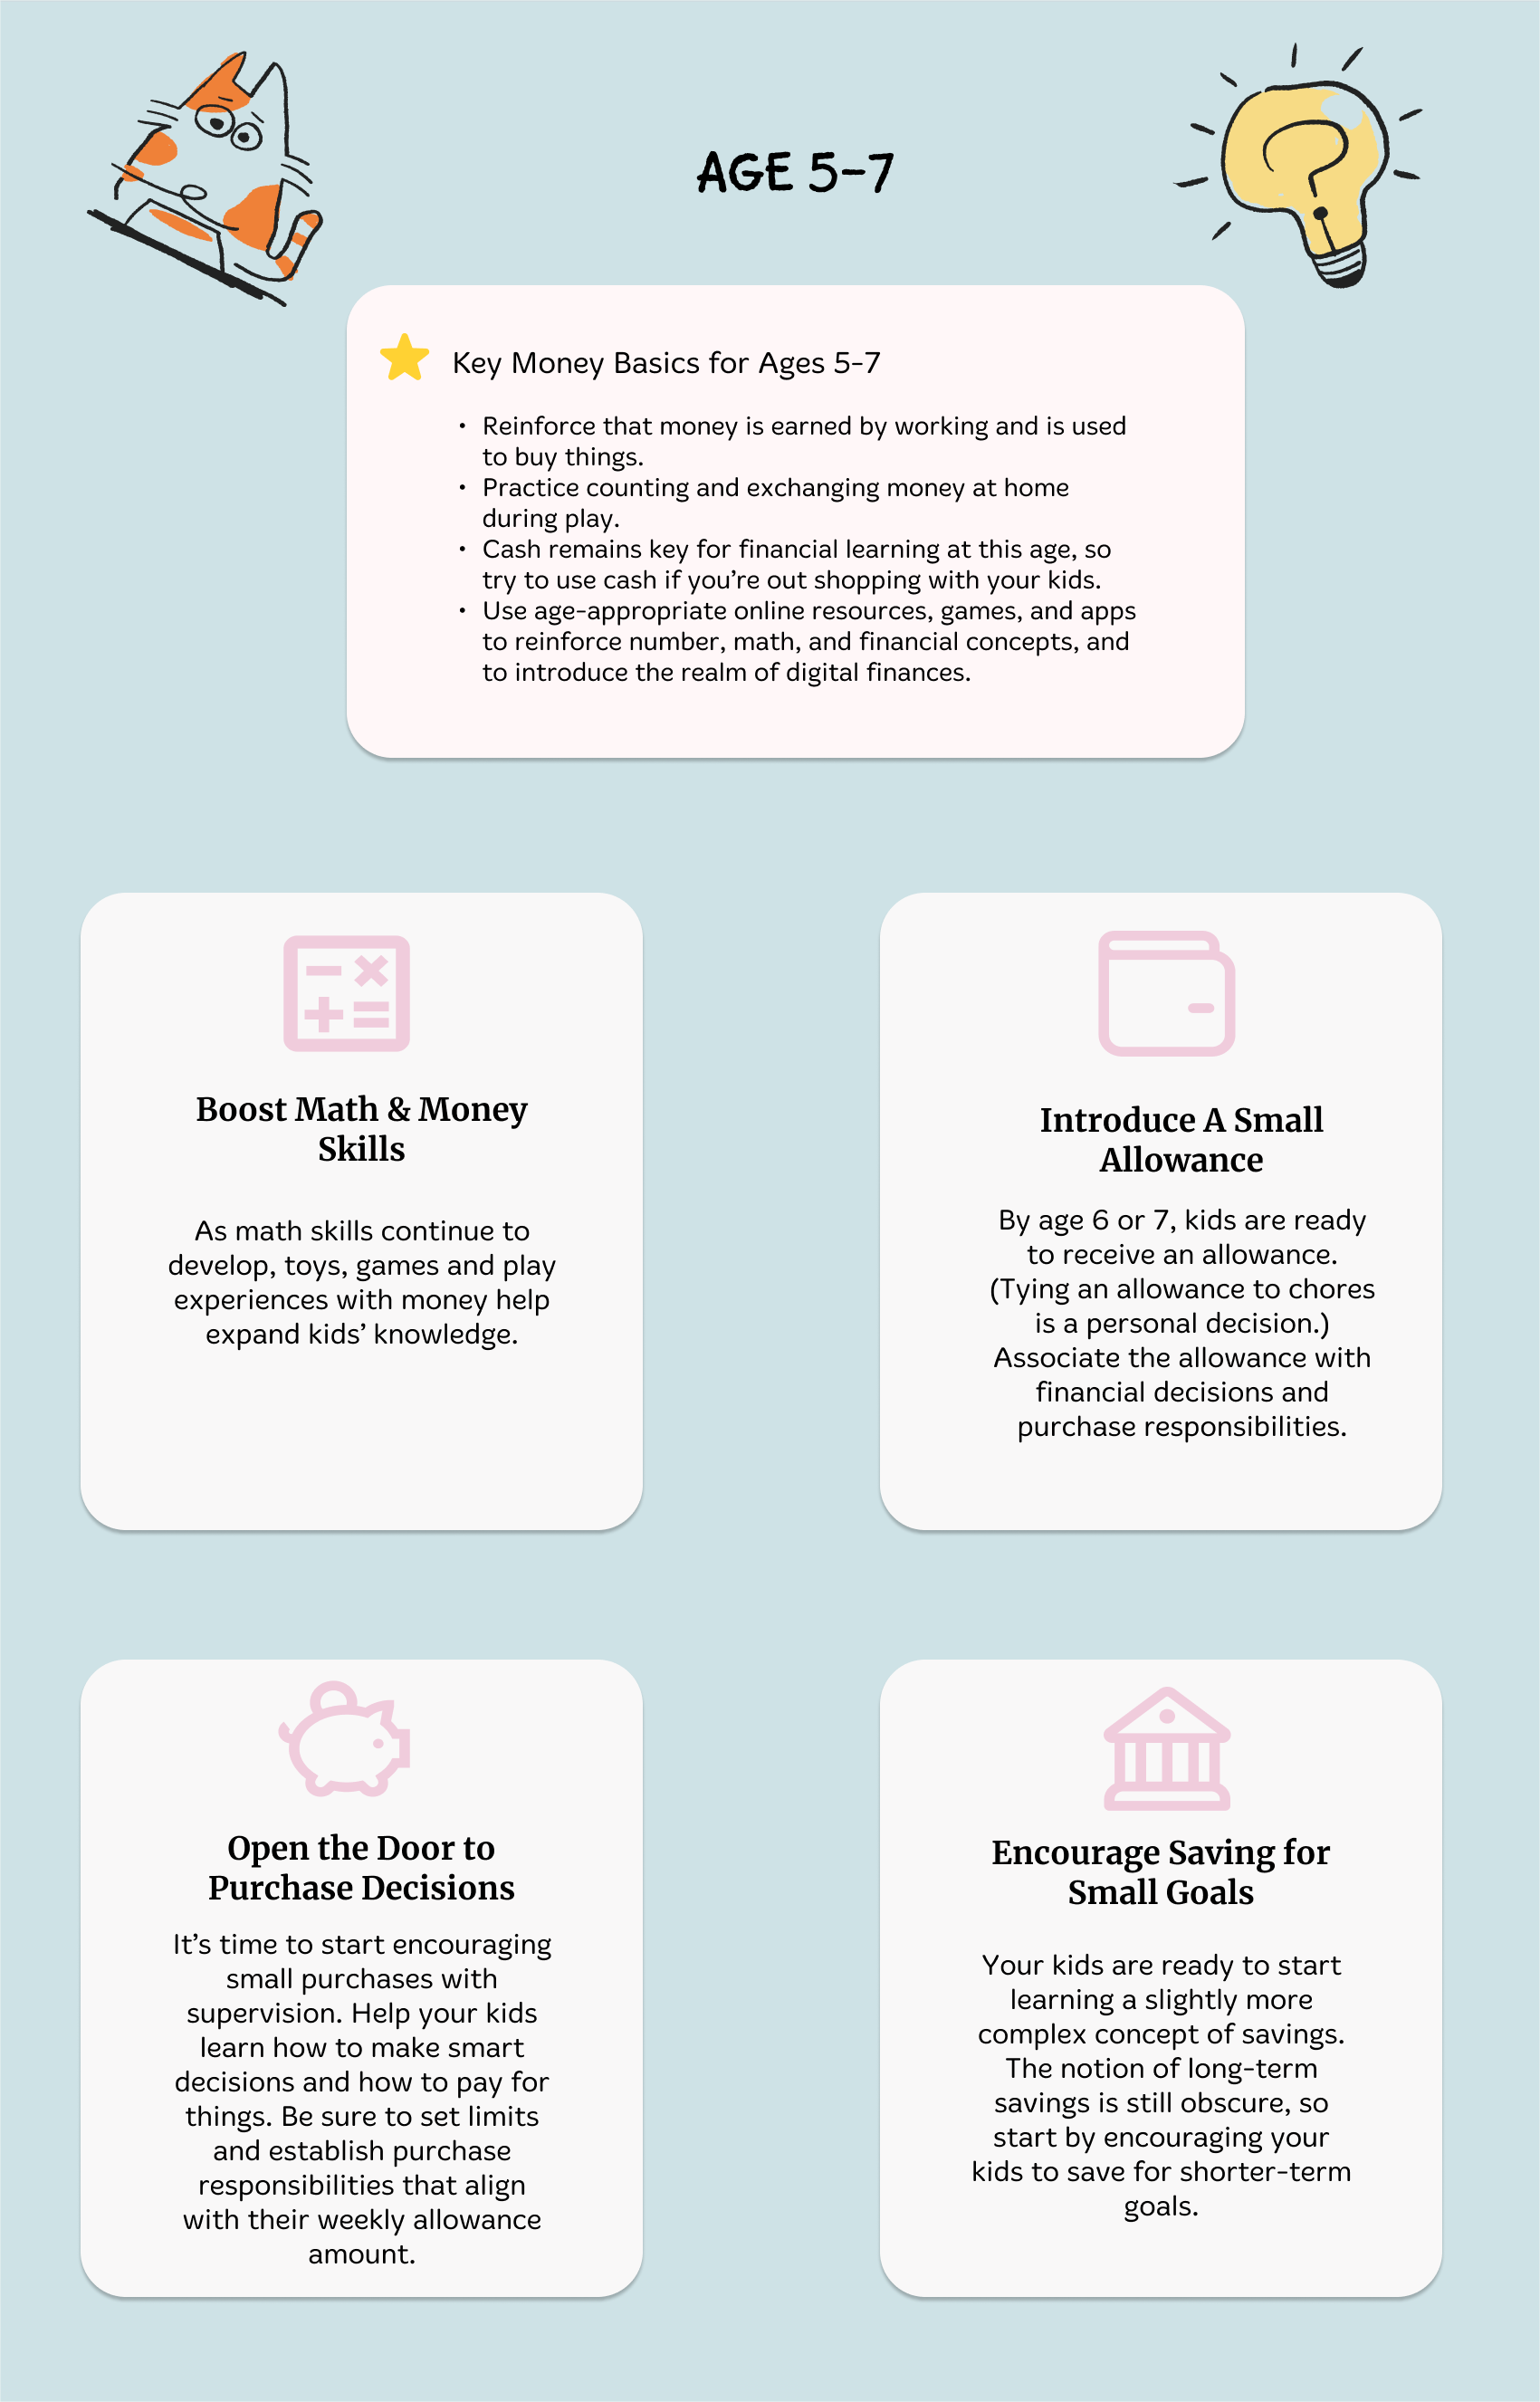 AGE 5-7
Key Money Basics for Ages 5-7
• Reinforce that money is earned by working and is used
to buy things.
• Practice counting and exchanging money at home
during play.
• Cash remains key for financial learning at this age, so
try to use cash if you’re out shopping with your kids.
• Use age-appropriate online resources, games, and apps
to reinforce number, math, and financial concepts, and
to introduce the realm of digital finances.
Boost Math & Money
Skills
As math skills continue to
develop, toys, games and play
experiences with money help
expand kids’ knowledge.
Introduce A Small
Allowance
By age 6 or 7, kids are ready
to receive an allowance.
(Tying an allowance to chores
is a personal decision.)
Associate the allowance with
financial decisions and
purchase responsibilities.
Open the Door to
Purchase Decisions
It’s time to start encouraging
small purchases with
supervision. Help your kids
learn how to make smart
decisions and how to pay for
things. Be sure to set limits
and establish purchase
responsibilities that align
with their weekly allowance
amount.
Encourage Saving for
Small Goals
Your kids are ready to start
learning a slightly more
complex concept of savings.
The notion of long-term
savings is still obscure, so
start by encouraging your
kids to save for shorter-term
goals.